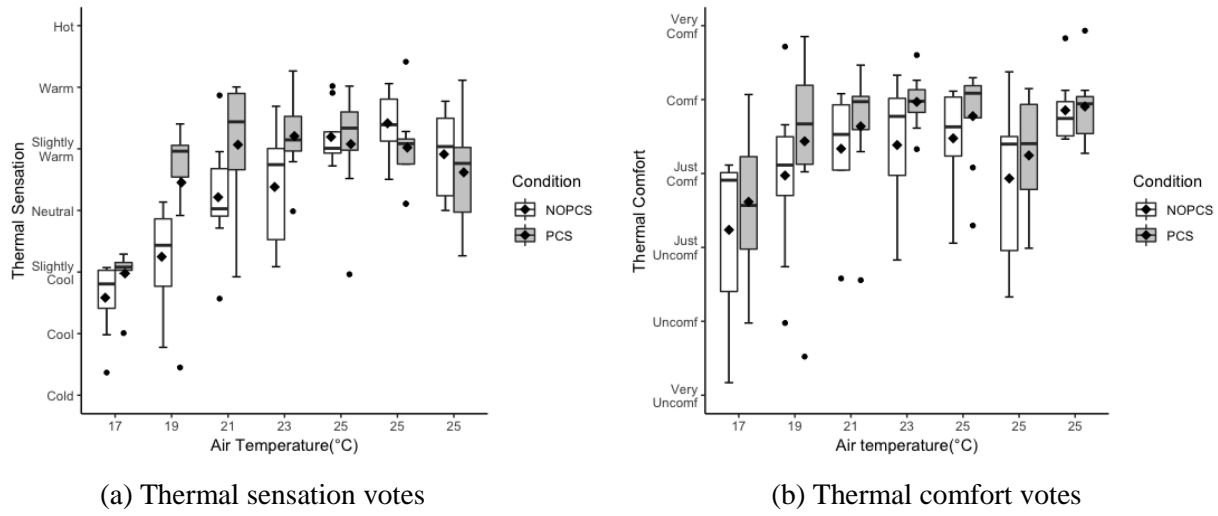 Hot
Warm
Slightly
Warm
Neutral
Slightly
Cool
Cool
Cold
Thermal Sensation
17 19 21 23 25 25 25
Air Temperature(°C)
Condition
NOPCS
PCS
(a) Thermal sensation votes
Very
Comf
Comf
Just
Comf
Just
Uncomf
Uncomf
Very
Uncomf
Thermal Comfort
17 19 21 23 25 25 25
Air temperature(°C)
Condition
NOPCS
PCS
(b) Thermal comfort votes